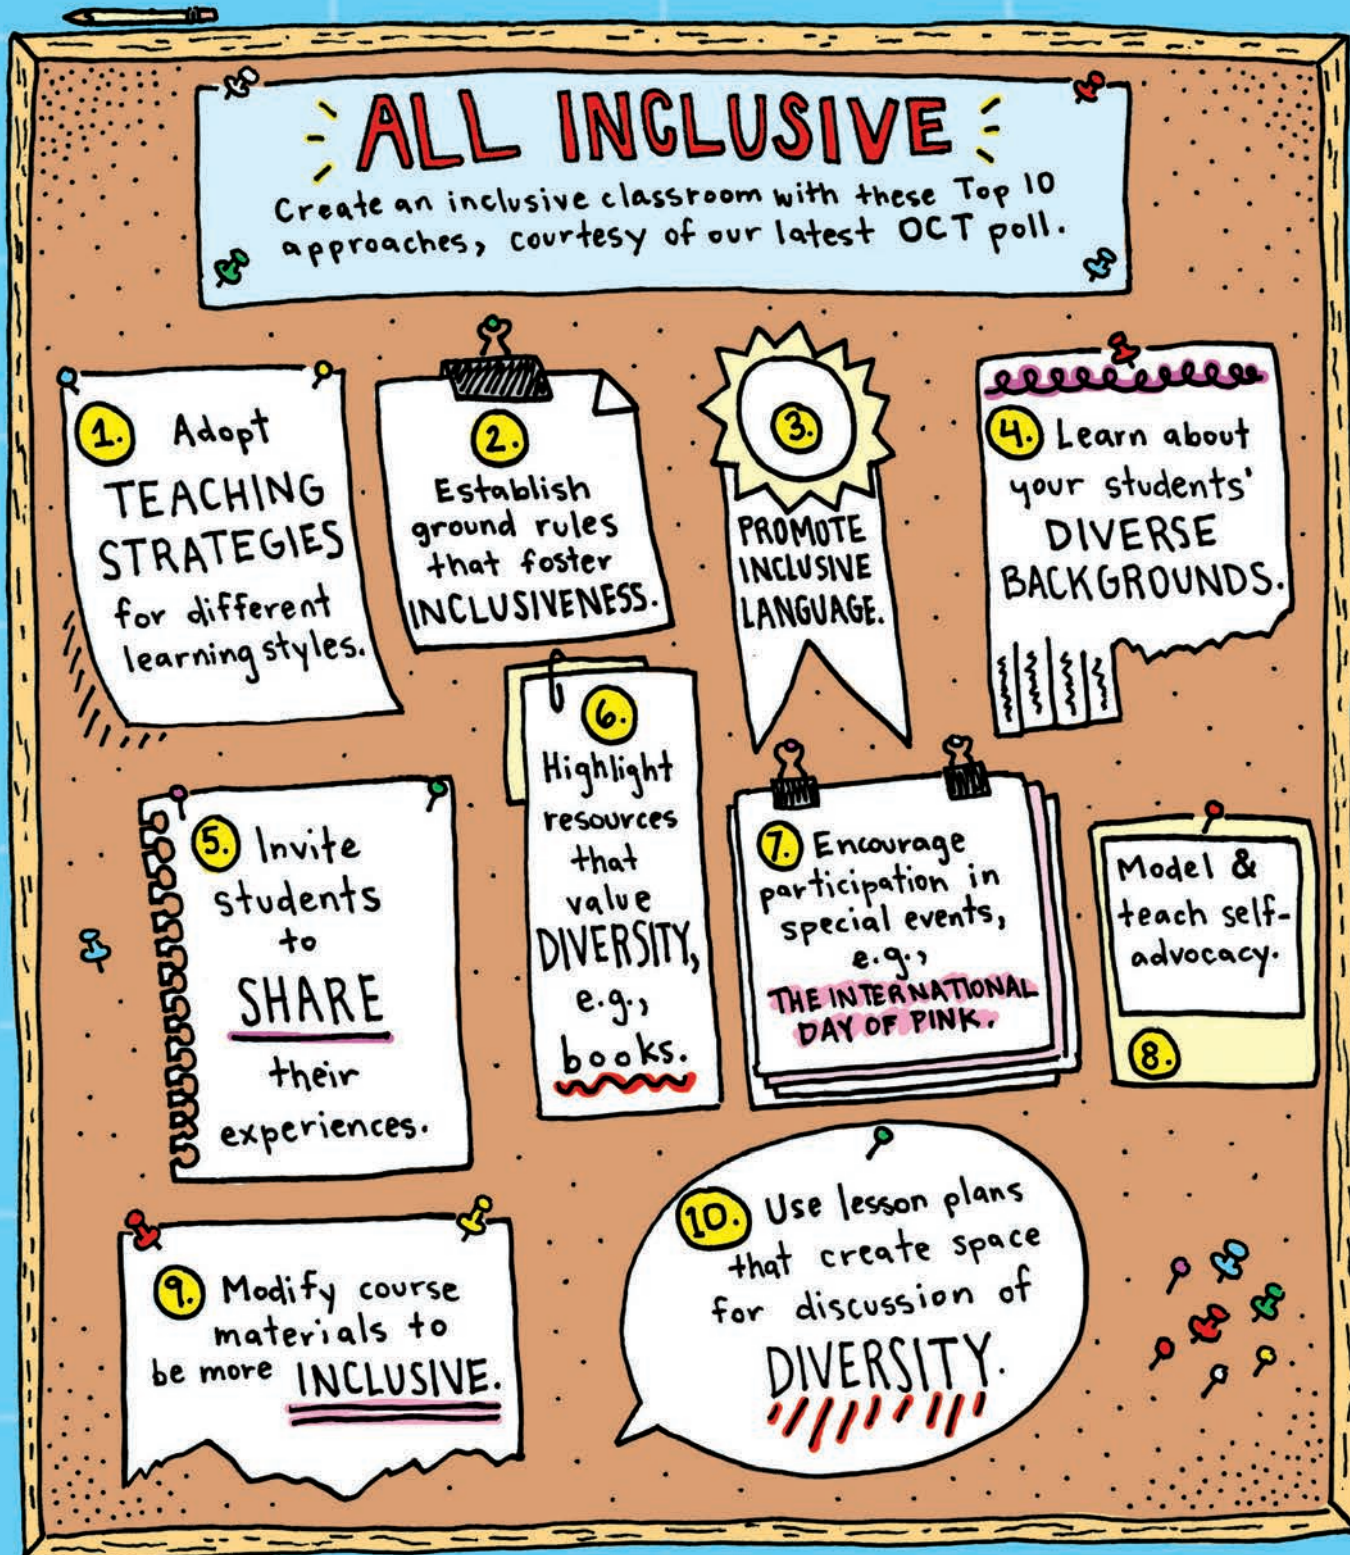 ALL INCLUSIVE
Create an inclusive classroom with these Top 10
approaches, courtesy of our latest OCT poll.
1. Adopt
TEACHING
STRATEGIES
for different
learning styles.
2.
Establish
ground rules
that foster
INCLUSIVENESS.
3.
PROMOTE
INCLUSIVE
LANGUAGE.
4. Learn about
your students'
DIVERSE
BACKGROUNDS.
5. Invite
students
to
SHARE
their
experiences.
6.
Highlight
resources
that
value
DIVERSITY,
e.g.,
books.
7. Encourage
participation in
special events,
e.g.,
THE INTERNATIONAL
DAY OF PINK.
Model &
teach self-
advocacy.
8.
9. Modify course
materials to
be more INCLUSIVE.
10. Use lesson plans
that create space
for discussion of
DIVERSITY.